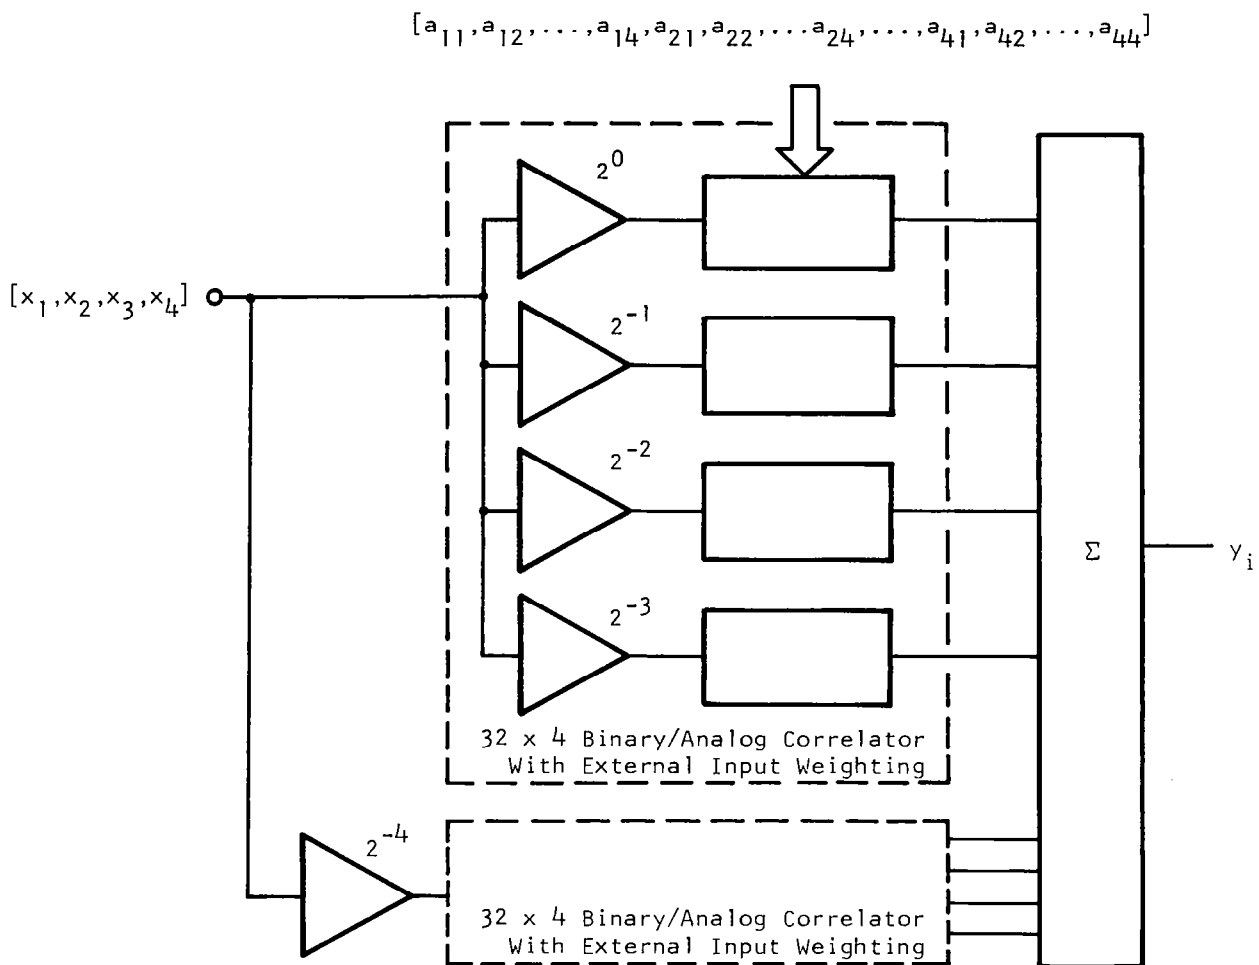 [a₁₁,a₁₂,...,a₁₄,a₂₁,a₂₂,...a₂₄,...,a₄₁,a₄₂,...,a₄₄]
2⁰
[x₁,x₂,x₃,x₄]
2⁻¹
2⁻²
Σ
yᵢ
2⁻³
32 x 4 Binary/Analog Correlator
With External Input Weighting
2⁻⁴
32 x 4 Binary/Analog Correlator
With External Input Weighting